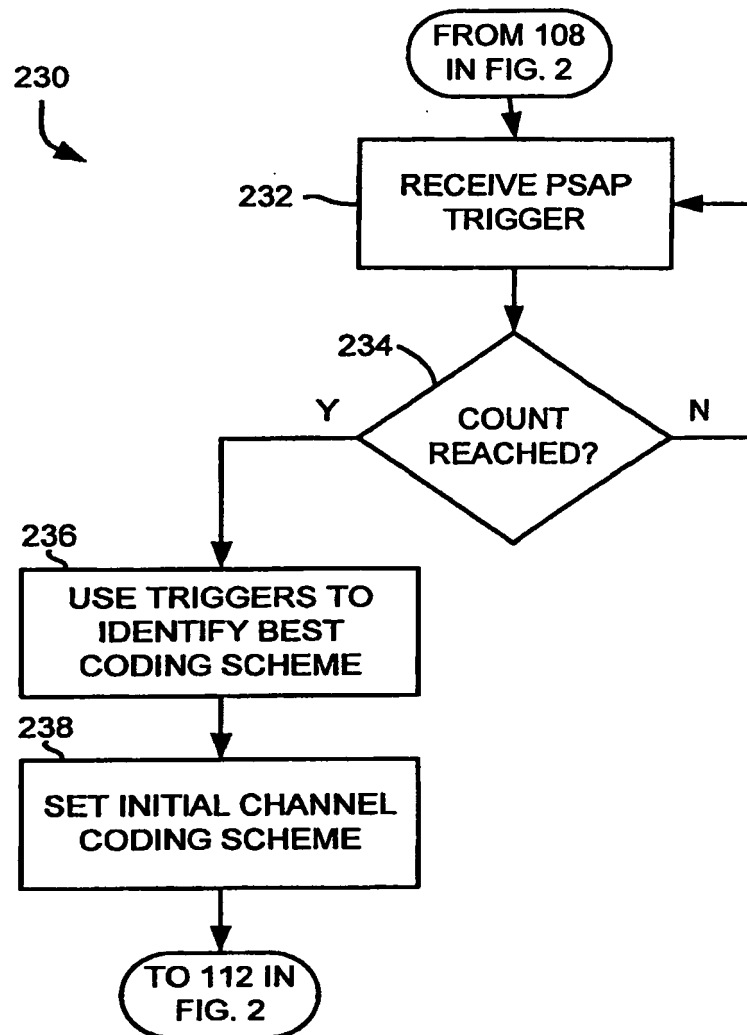 FROM 108
IN FIG. 2
230
232
RECEIVE PSAP
TRIGGER
234
Y
N
COUNT
REACHED?
236
USE TRIGGERS TO
IDENTIFY BEST
CODING SCHEME
238
SET INITIAL CHANNEL
CODING SCHEME
TO 112 IN
FIG. 2